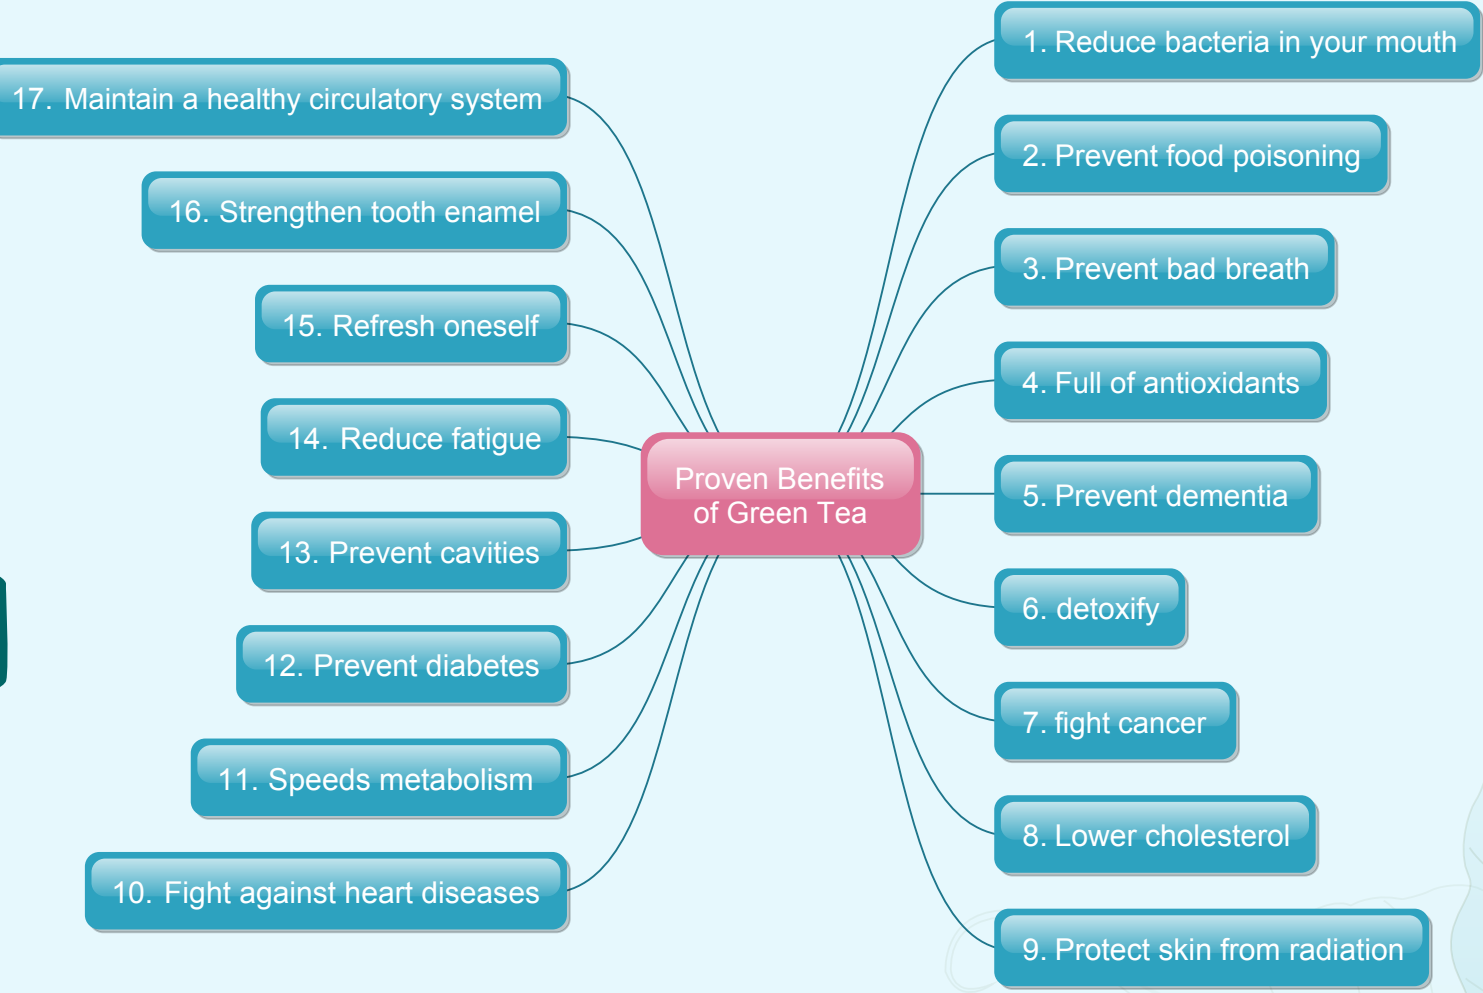 Proven Benefits
of Green Tea
1. Reduce bacteria in your mouth
2. Prevent food poisoning
3. Prevent bad breath
4. Full of antioxidants
5. Prevent dementia
6. detoxify
7. fight cancer
8. Lower cholesterol
9. Protect skin from radiation
10. Fight against heart diseases
11. Speeds metabolism
12. Prevent diabetes
13. Prevent cavities
14. Reduce fatigue
15. Refresh oneself
16. Strengthen tooth enamel
17. Maintain a healthy circulatory system